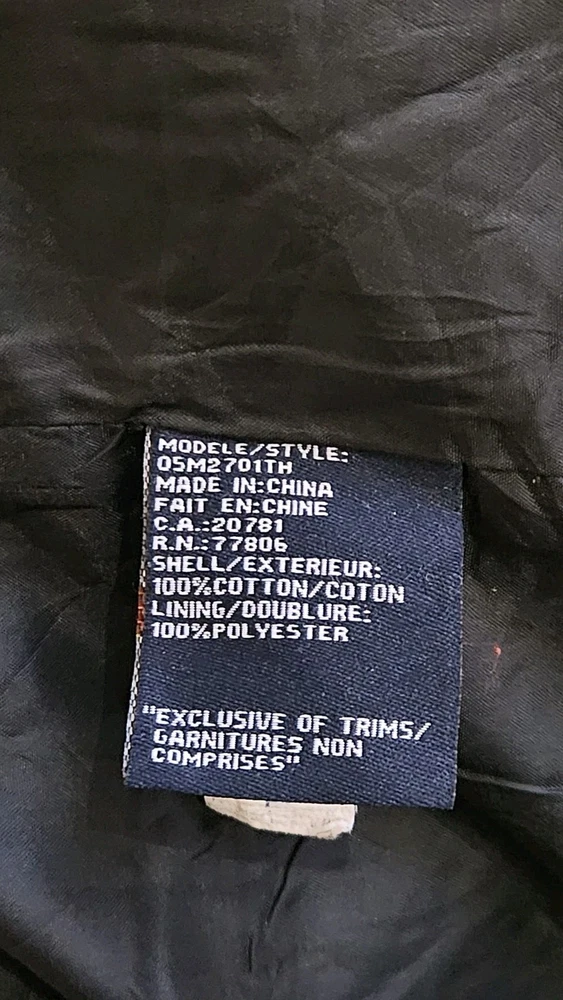 MODELE/STYLE:
05M2701TH
MADE IN:CHINA
FAIT EN:CHINE
C.A.:20781
R.N.:77806
SHELL/EXTERIEUR:
100%COTTON/COTON
LINING/DOUBLURE:
100%POLYESTER
"EXCLUSIVE OF TRIMS/
GARNITURES NON
COMPRISES"